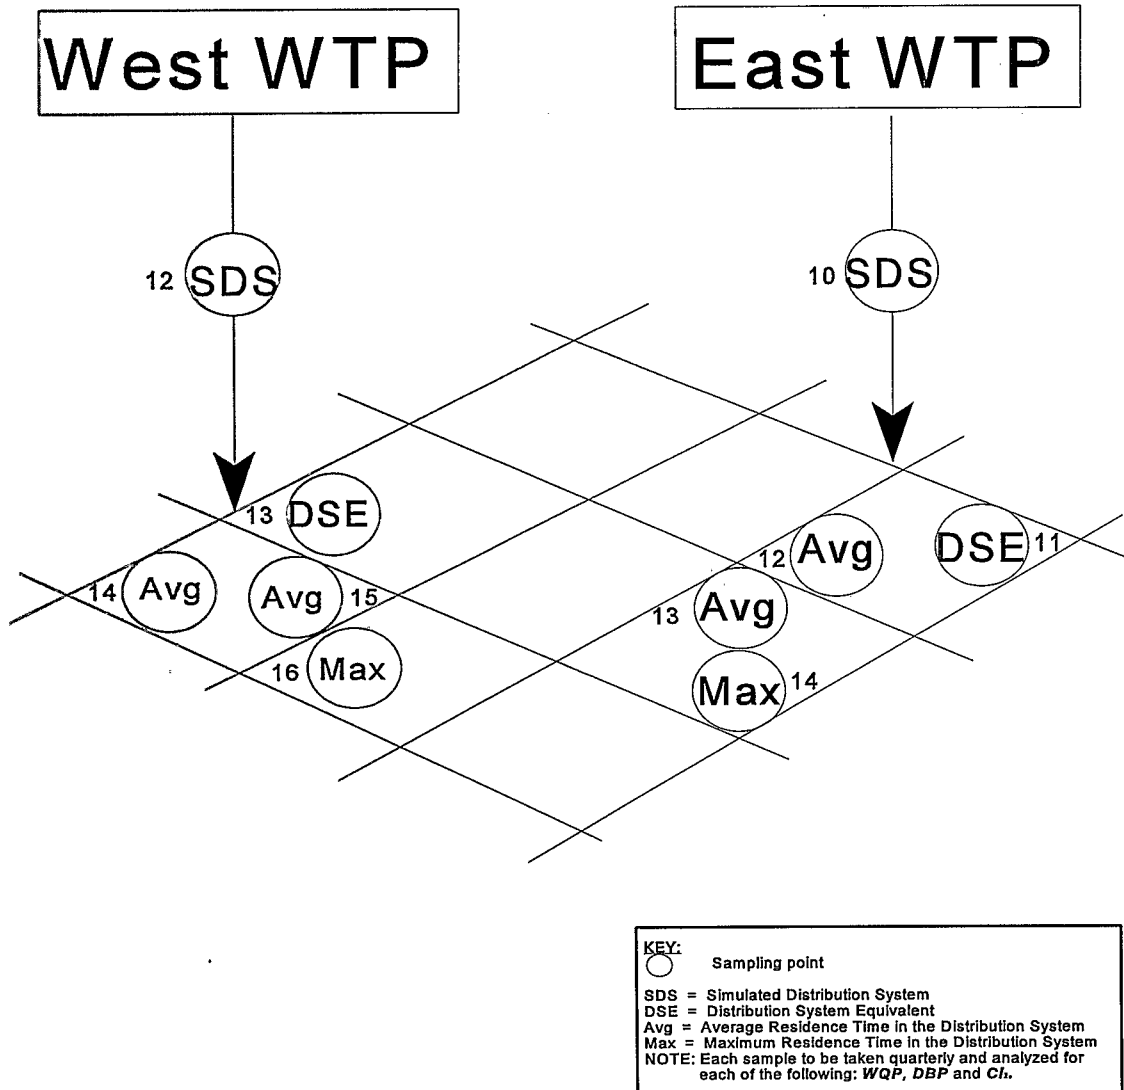 West WTP
East WTP
12 SDS
10 SDS
13 DSE
14 Avg
Avg 15
16 Max
12 Avg
DSE 11
13 Avg
Max 14
KEY:
Sampling point
SDS = Simulated Distribution System
DSE = Distribution System Equivalent
Avg = Average Residence Time in the Distribution System
Max = Maximum Residence Time in the Distribution System
NOTE: Each sample to be taken quarterly and analyzed for
each of the following: WQP, DBP and Cl₂.